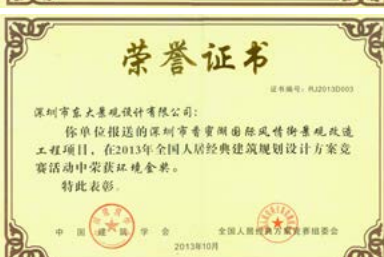 荣誉证书
证书编号：RJ2013D003
深圳市东大景观设计有限公司：
你单位报送的深圳市香蜜湖国际风情街景观改造
工程项目，在2013年全国人居经典建筑规划设计方案竞
赛活动中荣获环境金奖。
特此表彰。
中国建筑学会 全国人居经典方案竞赛组委会
2013年10月